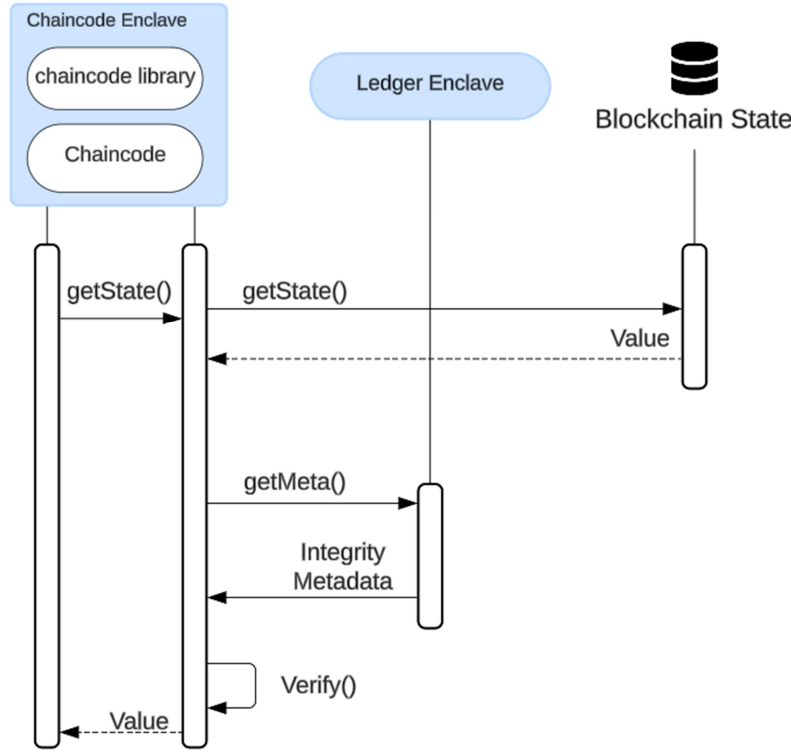 Chaincode Enclave
chaincode library
Chaincode
Ledger Enclave
Blockchain State
getState()
getState()
Value
getMeta()
Integrity
Metadata
Verify()
Value